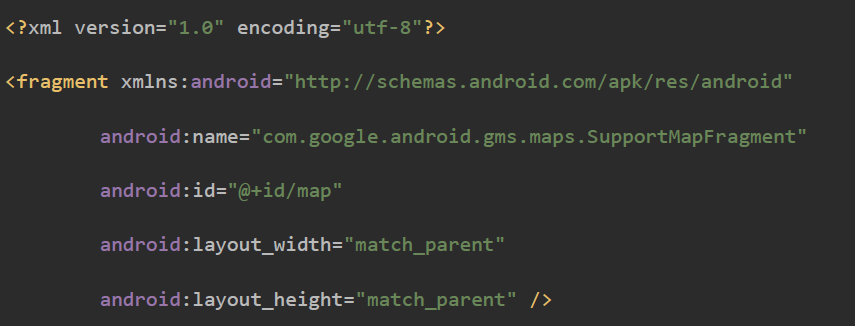 <?xml version="1.0" encoding="utf-8"?>
<fragment xmlns:android="http://schemas.android.com/apk/res/android"
android:name="com.google.android.gms.maps.SupportMapFragment"
android:id="@+id/map"
android:layout_width="match_parent"
android:layout_height="match_parent" />